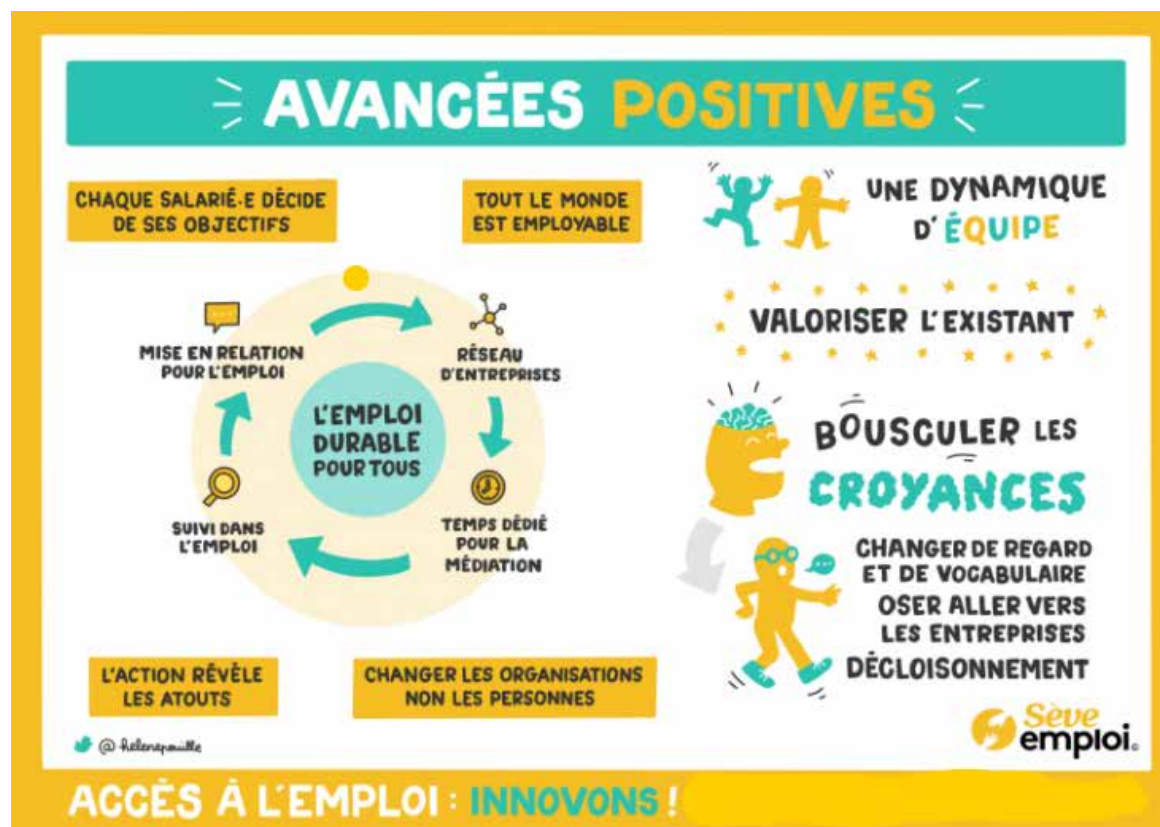 AVANCÉES POSITIVES
CHAQUE SALARIÉ·E DÉCIDE
DE SES OBJECTIFS
TOUT LE MONDE
EST EMPLOYABLE
MISE EN RELATION
POUR L'EMPLOI
RÉSEAU
D'ENTREPRISES
L'EMPLOI
DURABLE
POUR TOUS
SUIVI DANS
L'EMPLOI
TEMPS DÉDIÉ
POUR LA
MÉDIATION
L'ACTION RÉVÈLE
LES ATOUTS
CHANGER LES ORGANISATIONS
NON LES PERSONNES
@helenepouille
UNE DYNAMIQUE
D'ÉQUIPE
VALORISER L'EXISTANT
BOUSCULER LES
CROYANCES
CHANGER DE REGARD
ET DE VOCABULAIRE
OSER ALLER VERS
LES ENTREPRISES
DÉCLOISONNEMENT
Sève
emploi
ACCÈS À L'EMPLOI : INNOVONS !